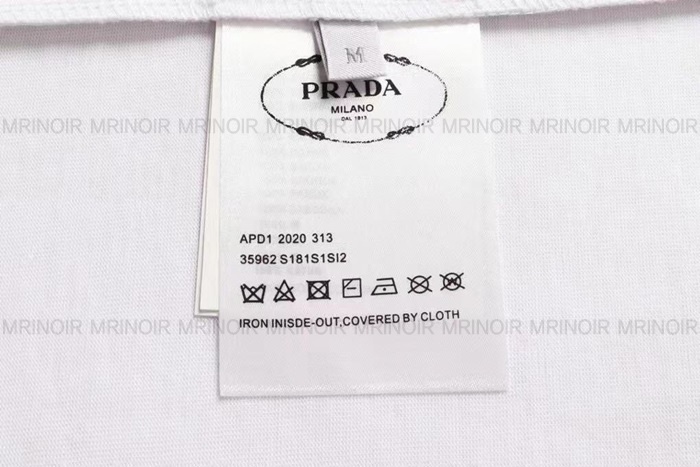 M
PRADA
MILANO
DAL 1913
MRINOIR MRINOIR MRINOIR MRINOIR MRINOIR MRINOIR MRINOIR MRINOIR
APD1 2020 313
35962 S181S1SI2
IRON INISDE-OUT,COVERED BY CLOTH
MRINOIR MRINOIR MRINOIR MRINOIR MRINOIR MRINOIR MRINOIR MRINOIR